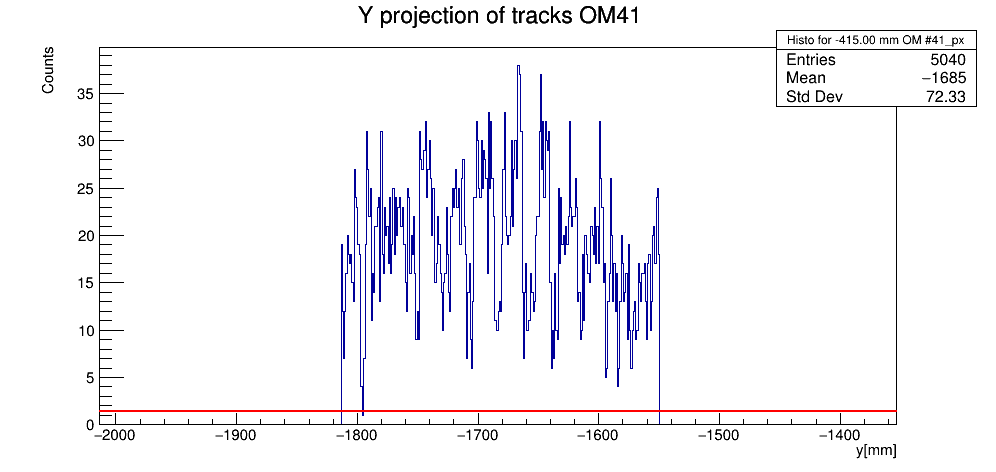 Y projection of tracks OM41
Histo for -415.00 mm OM #41_px
Entries 5040
Mean −1685
Std Dev 72.33
Counts
35
30
25
20
15
10
5
0
−2000 −1900 −1800 −1700 −1600 −1500 −1400
y[mm]